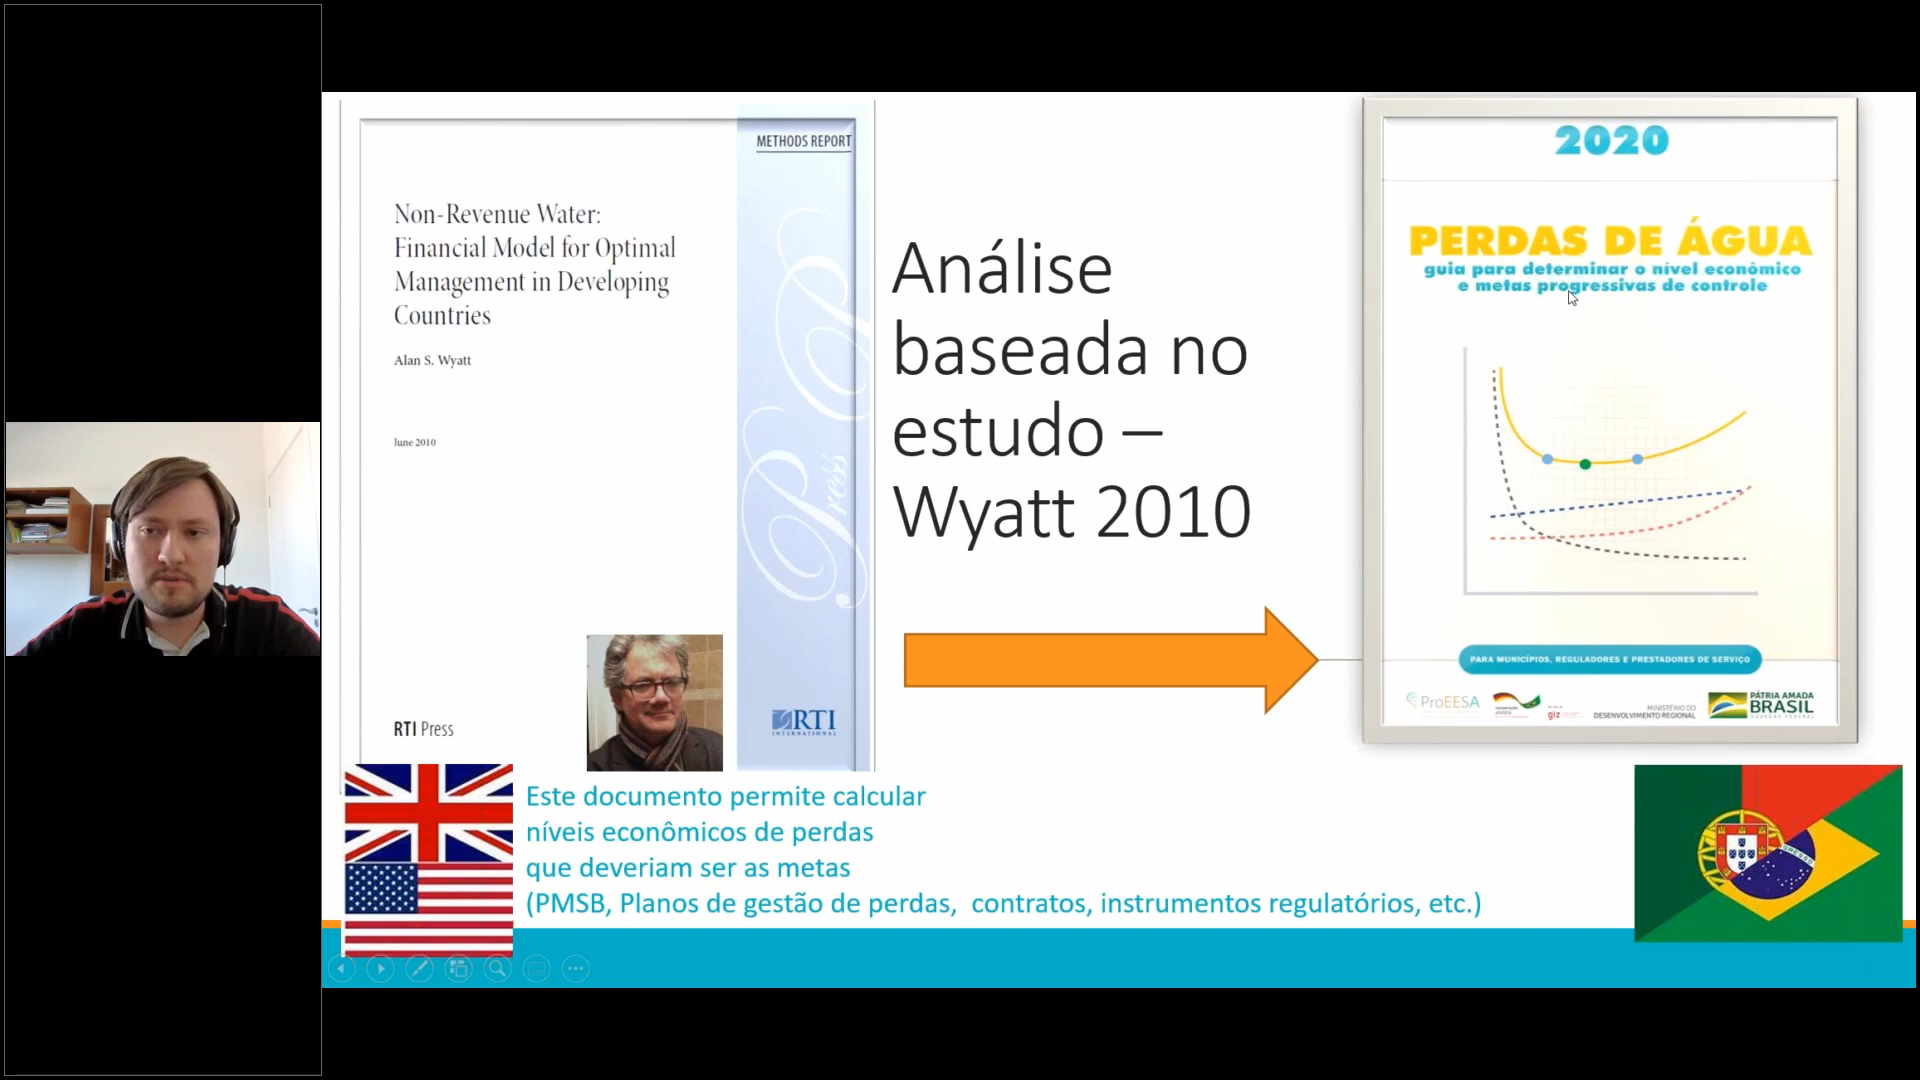 METHODS REPORT
Non-Revenue Water:
Financial Model for Optimal
Management in Developing
Countries
Alan S. Wyatt
June 2010
RTI Press
Press
RTI
INTERNATIONAL
Análise
baseada no
estudo –
Wyatt 2010
2020
PERDAS DE ÁGUA
guia para determinar o nível econômico
e metas progressivas de controle
PARA MUNICÍPIOS, REGULADORES E PRESTADORES DE SERVIÇO
ProEESA
giz
MINISTÉRIO DO
DESENVOLVIMENTO REGIONAL
PÁTRIA AMADA
BRASIL
GOVERNO FEDERAL
Este documento permite calcular
níveis econômicos de perdas
que deveriam ser as metas
(PMSB, Planos de gestão de perdas,  contratos, instrumentos regulatórios, etc.)